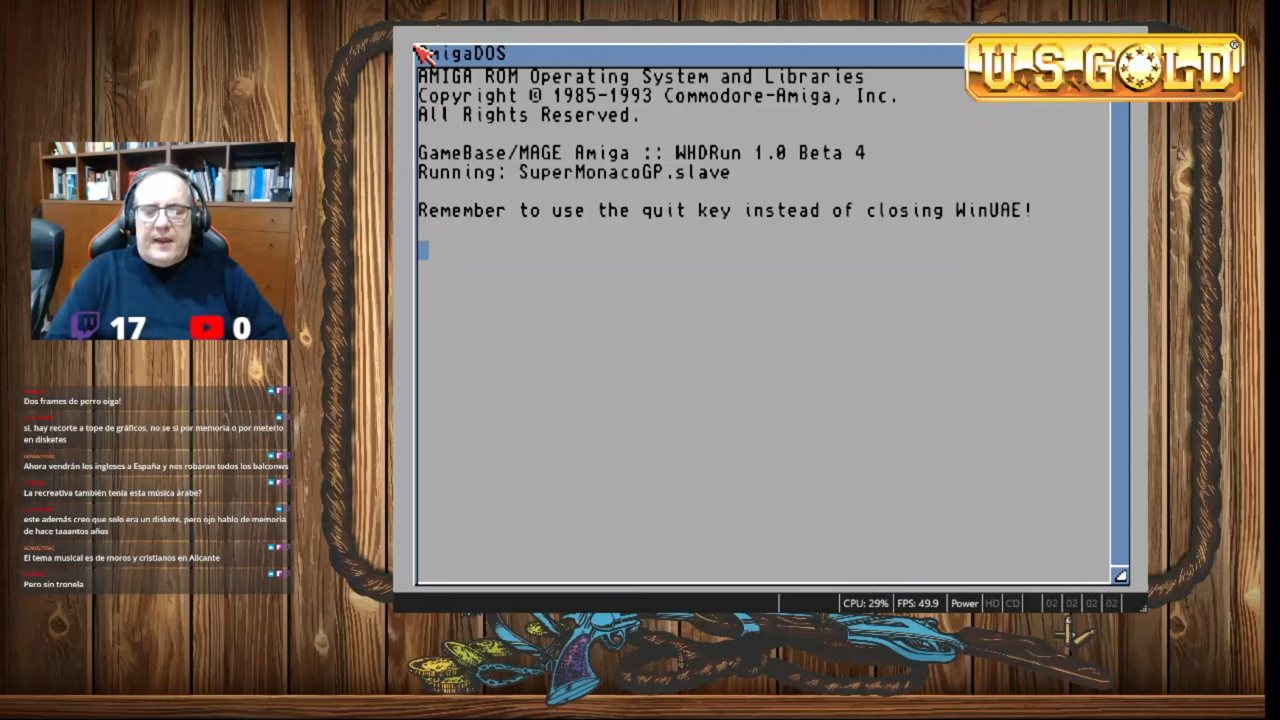 AmigaDOS
AMIGA ROM Operating System and Libraries
Copyright © 1985-1993 Commodore-Amiga, Inc.
All Rights Reserved.
GameBase/MAGE Amiga :: WHDRun 1.0 Beta 4
Running: SuperMonacoGP.slave
Remember to use the quit key instead of closing WinUAE!
U.S. GOLD®
17
0
Dos frames de perro oiga!
si, hay recorte a tope de gráficos, no se si por memoria o por meterlo
en disketes
Ahora vendrán los ingleses a España y nos robaran todos los balconws
La recreativa también tenía esta música árabe?
este además creo que solo era un diskete, pero ojo hablo de memoria
de hace taaantos años
El tema musical es de moros y cristianos en Alicante
Pero sin tronela
CPU: 29%
FPS: 49.9
Power
HD
CD
02
02
02
02